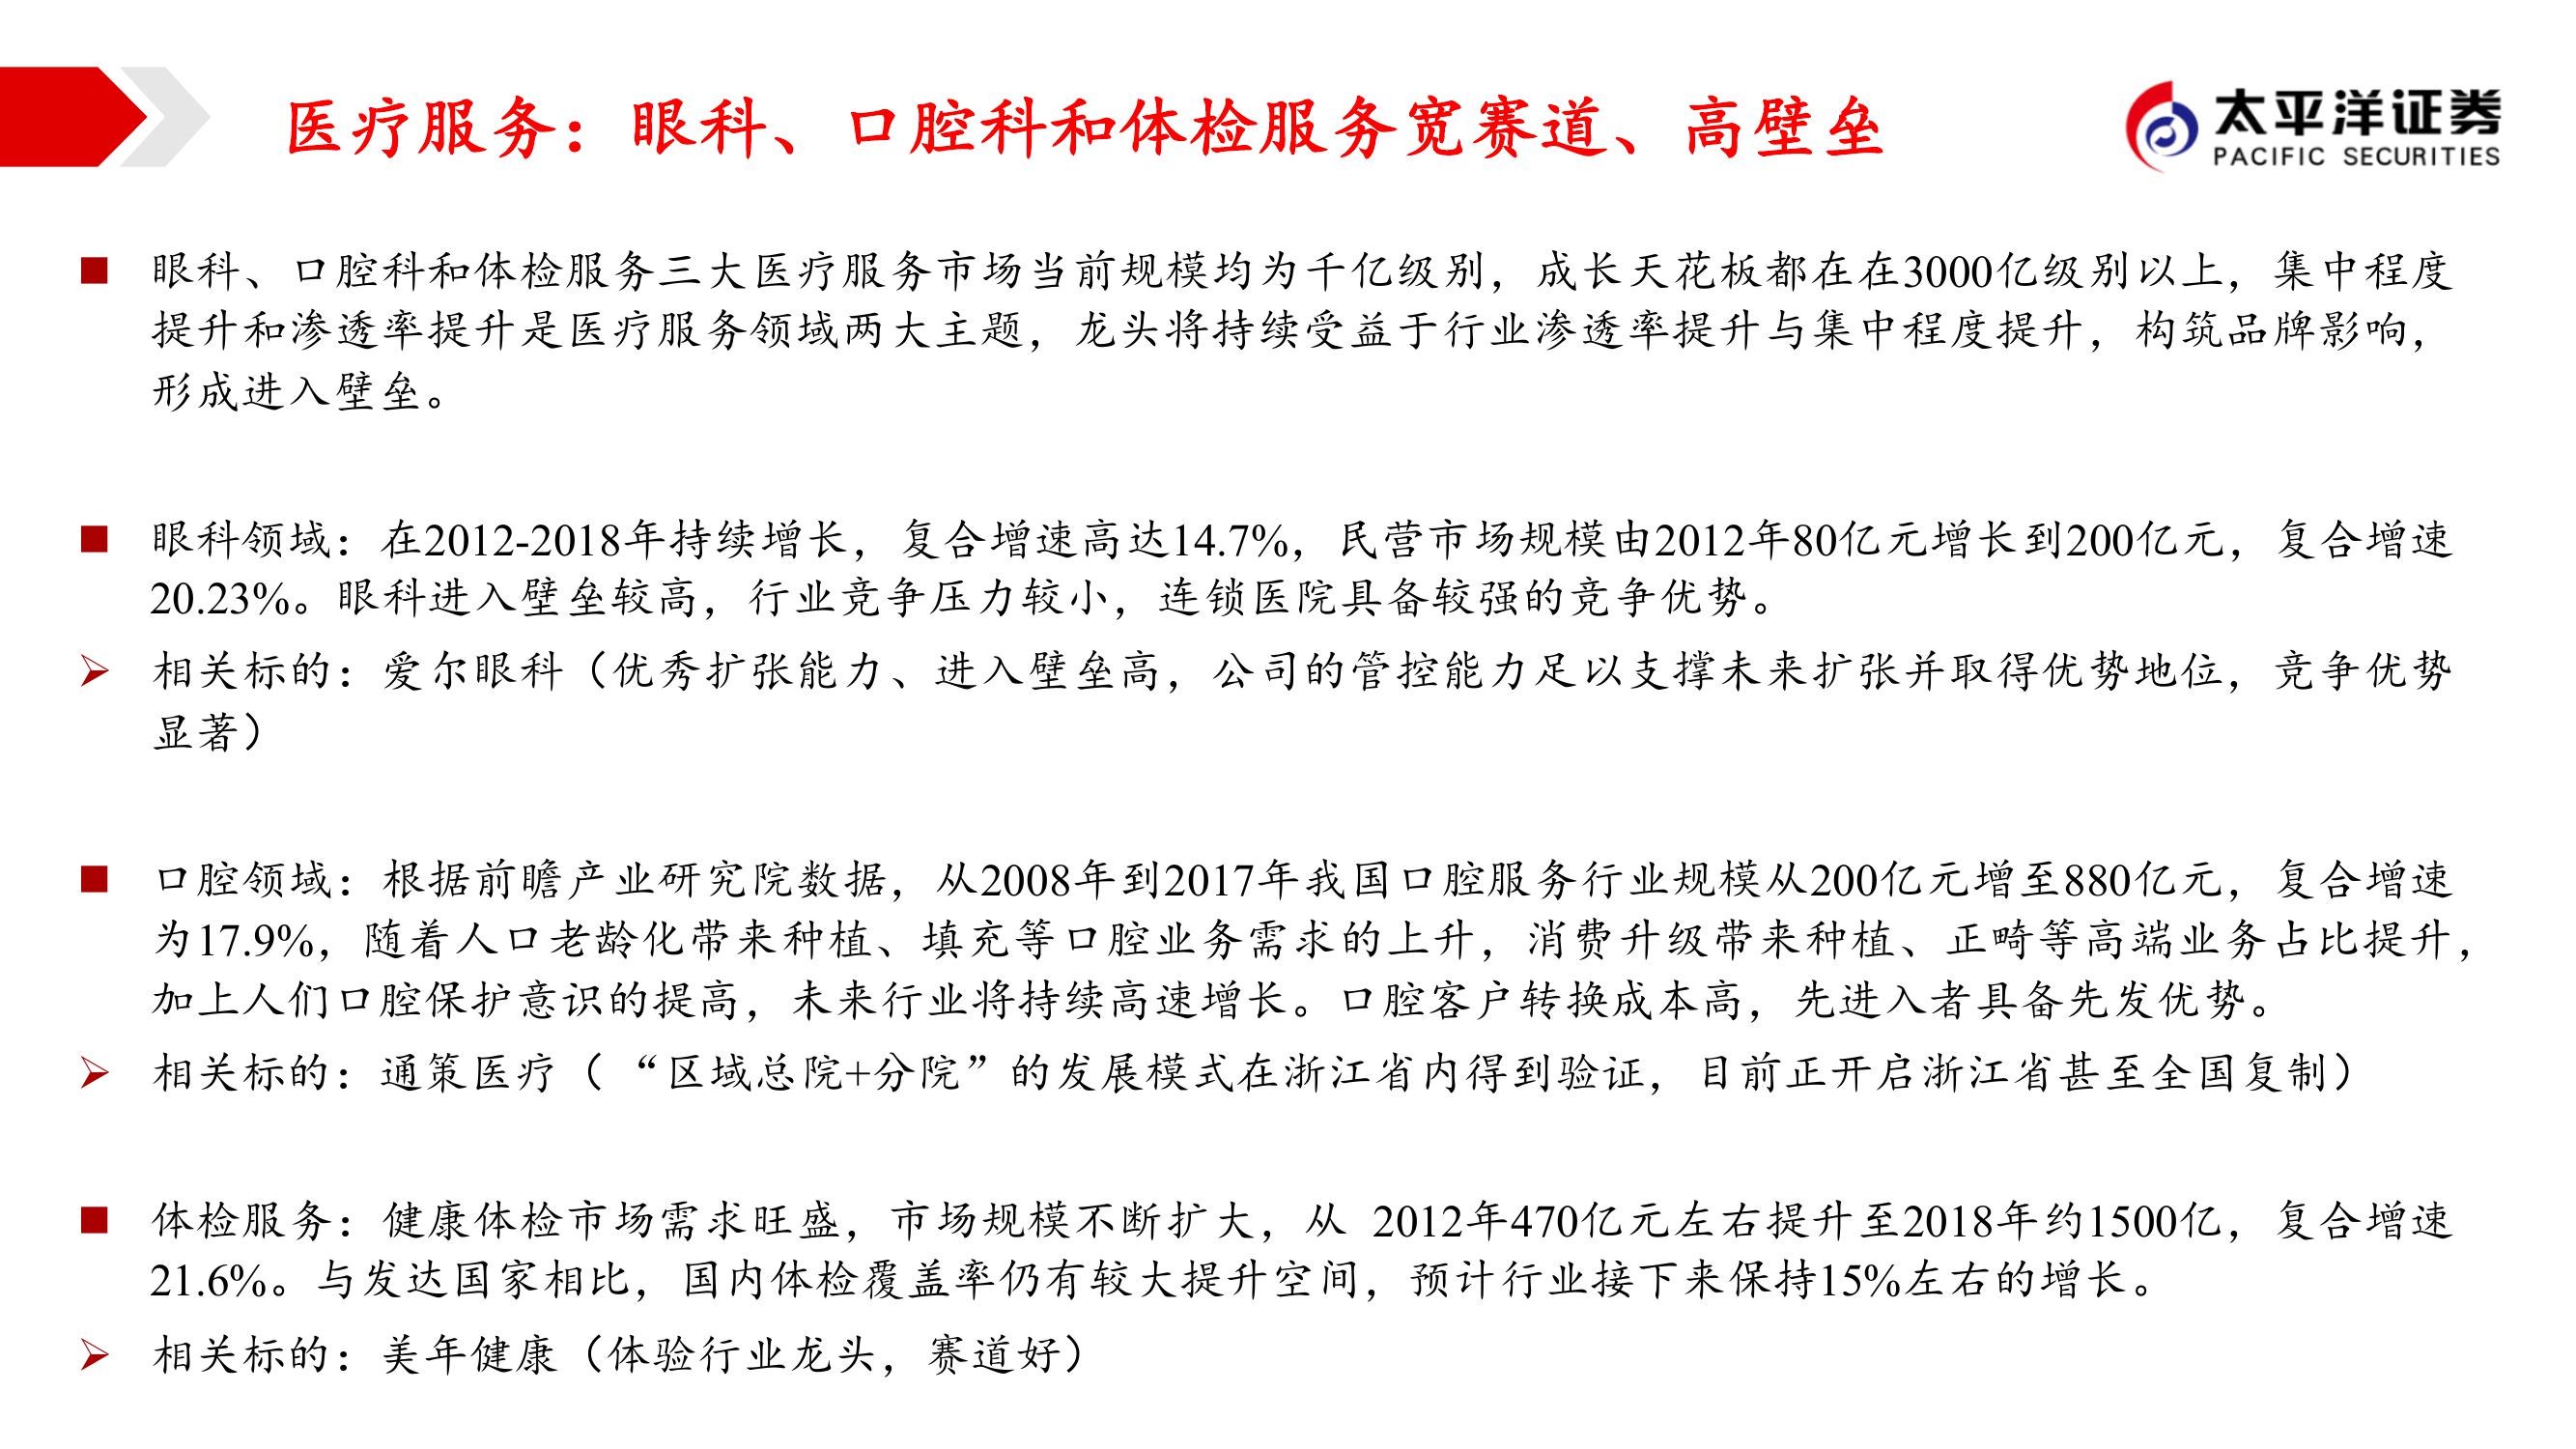 医疗服务：眼科、口腔科和体检服务宽赛道、高壁垒
太平洋证券
PACIFIC SECURITIES
眼科、口腔科和体检服务三大医疗服务市场当前规模均为千亿级别，成长天花板都在在3000亿级别以上，集中程度
提升和渗透率提升是医疗服务领域两大主题，龙头将持续受益于行业渗透率提升与集中程度提升，构筑品牌影响，
形成进入壁垒。
眼科领域：在2012-2018年持续增长，复合增速高达14.7%，民营市场规模由2012年80亿元增长到200亿元，复合增速
20.23%。眼科进入壁垒较高，行业竞争压力较小，连锁医院具备较强的竞争优势。
相关标的：爱尔眼科（优秀扩张能力、进入壁垒高，公司的管控能力足以支撑未来扩张并取得优势地位，竞争优势
显著）
口腔领域：根据前瞻产业研究院数据，从2008年到2017年我国口腔服务行业规模从200亿元增至880亿元，复合增速
为17.9%，随着人口老龄化带来种植、填充等口腔业务需求的上升，消费升级带来种植、正畸等高端业务占比提升，
加上人们口腔保护意识的提高，未来行业将持续高速增长。口腔客户转换成本高，先进入者具备先发优势。
相关标的：通策医疗（ “区域总院+分院”的发展模式在浙江省内得到验证，目前正开启浙江省甚至全国复制）
体检服务：健康体检市场需求旺盛，市场规模不断扩大，从 2012年470亿元左右提升至2018年约1500亿，复合增速
21.6%。与发达国家相比，国内体检覆盖率仍有较大提升空间，预计行业接下来保持15%左右的增长。
相关标的：美年健康（体验行业龙头，赛道好）